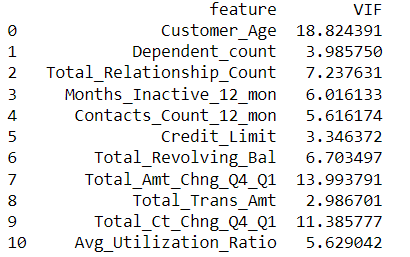 feature VIF
0 Customer_Age 18.824391
1 Dependent_count 3.985750
2 Total_Relationship_Count 7.237631
3 Months_Inactive_12_mon 6.016133
4 Contacts_Count_12_mon 5.616174
5 Credit_Limit 3.346372
6 Total_Revolving_Bal 6.703497
7 Total_Amt_Chng_Q4_Q1 13.993791
8 Total_Trans_Amt 2.986701
9 Total_Ct_Chng_Q4_Q1 11.385777
10 Avg_Utilization_Ratio 5.629042